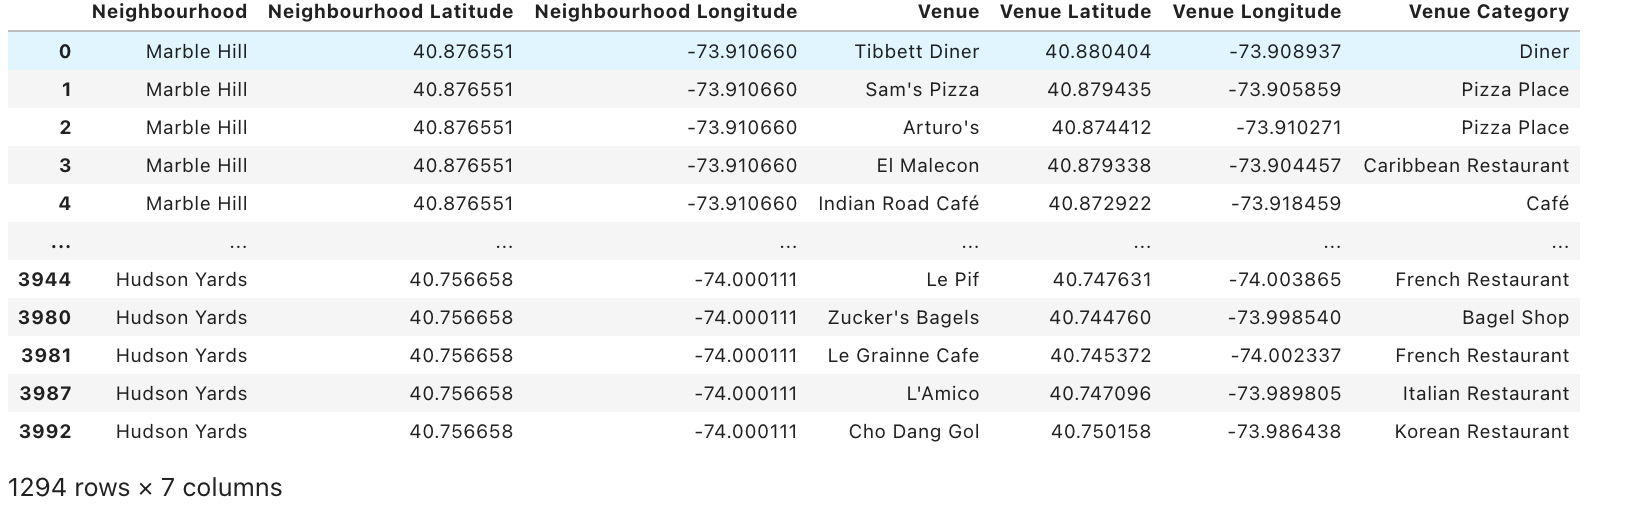 Neighbourhood Neighbourhood Latitude Neighbourhood Longitude Venue Venue Latitude Venue Longitude Venue Category
0 Marble Hill 40.876551 -73.910660 Tibbett Diner 40.880404 -73.908937 Diner
1 Marble Hill 40.876551 -73.910660 Sam's Pizza 40.879435 -73.905859 Pizza Place
2 Marble Hill 40.876551 -73.910660 Arturo's 40.874412 -73.910271 Pizza Place
3 Marble Hill 40.876551 -73.910660 El Malecon 40.879338 -73.904457 Caribbean Restaurant
4 Marble Hill 40.876551 -73.910660 Indian Road Café 40.872922 -73.918459 Café
... ... ... ... ... ... ... ...
3944 Hudson Yards 40.756658 -74.000111 Le Pif 40.747631 -74.003865 French Restaurant
3980 Hudson Yards 40.756658 -74.000111 Zucker's Bagels 40.744760 -73.998540 Bagel Shop
3981 Hudson Yards 40.756658 -74.000111 Le Grainne Cafe 40.745372 -74.002337 French Restaurant
3987 Hudson Yards 40.756658 -74.000111 L'Amico 40.747096 -73.989805 Italian Restaurant
3992 Hudson Yards 40.756658 -74.000111 Cho Dang Gol 40.750158 -73.986438 Korean Restaurant
1294 rows × 7 columns